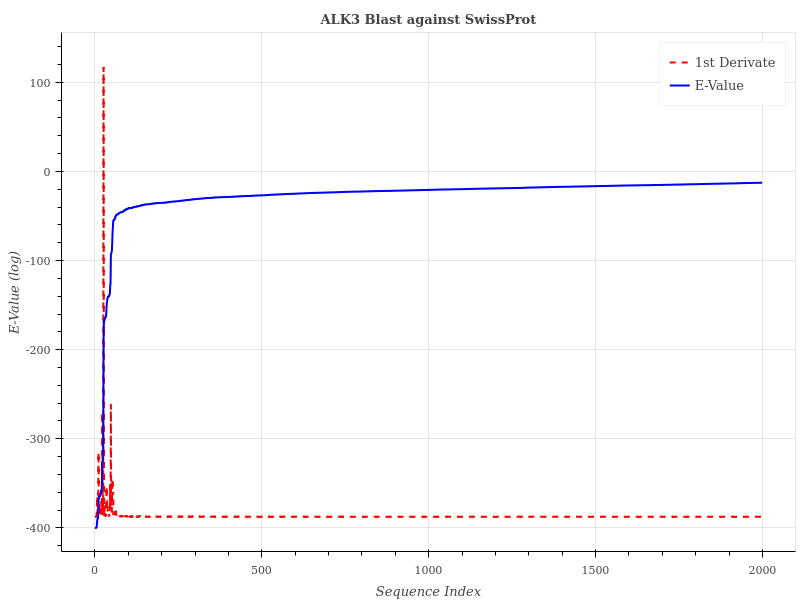 ALK3 Blast against SwissProt
1st Derivate
E-Value
100
0
-100
-200
-300
-400
E-Value (log)
0
500
1000
1500
2000
Sequence Index